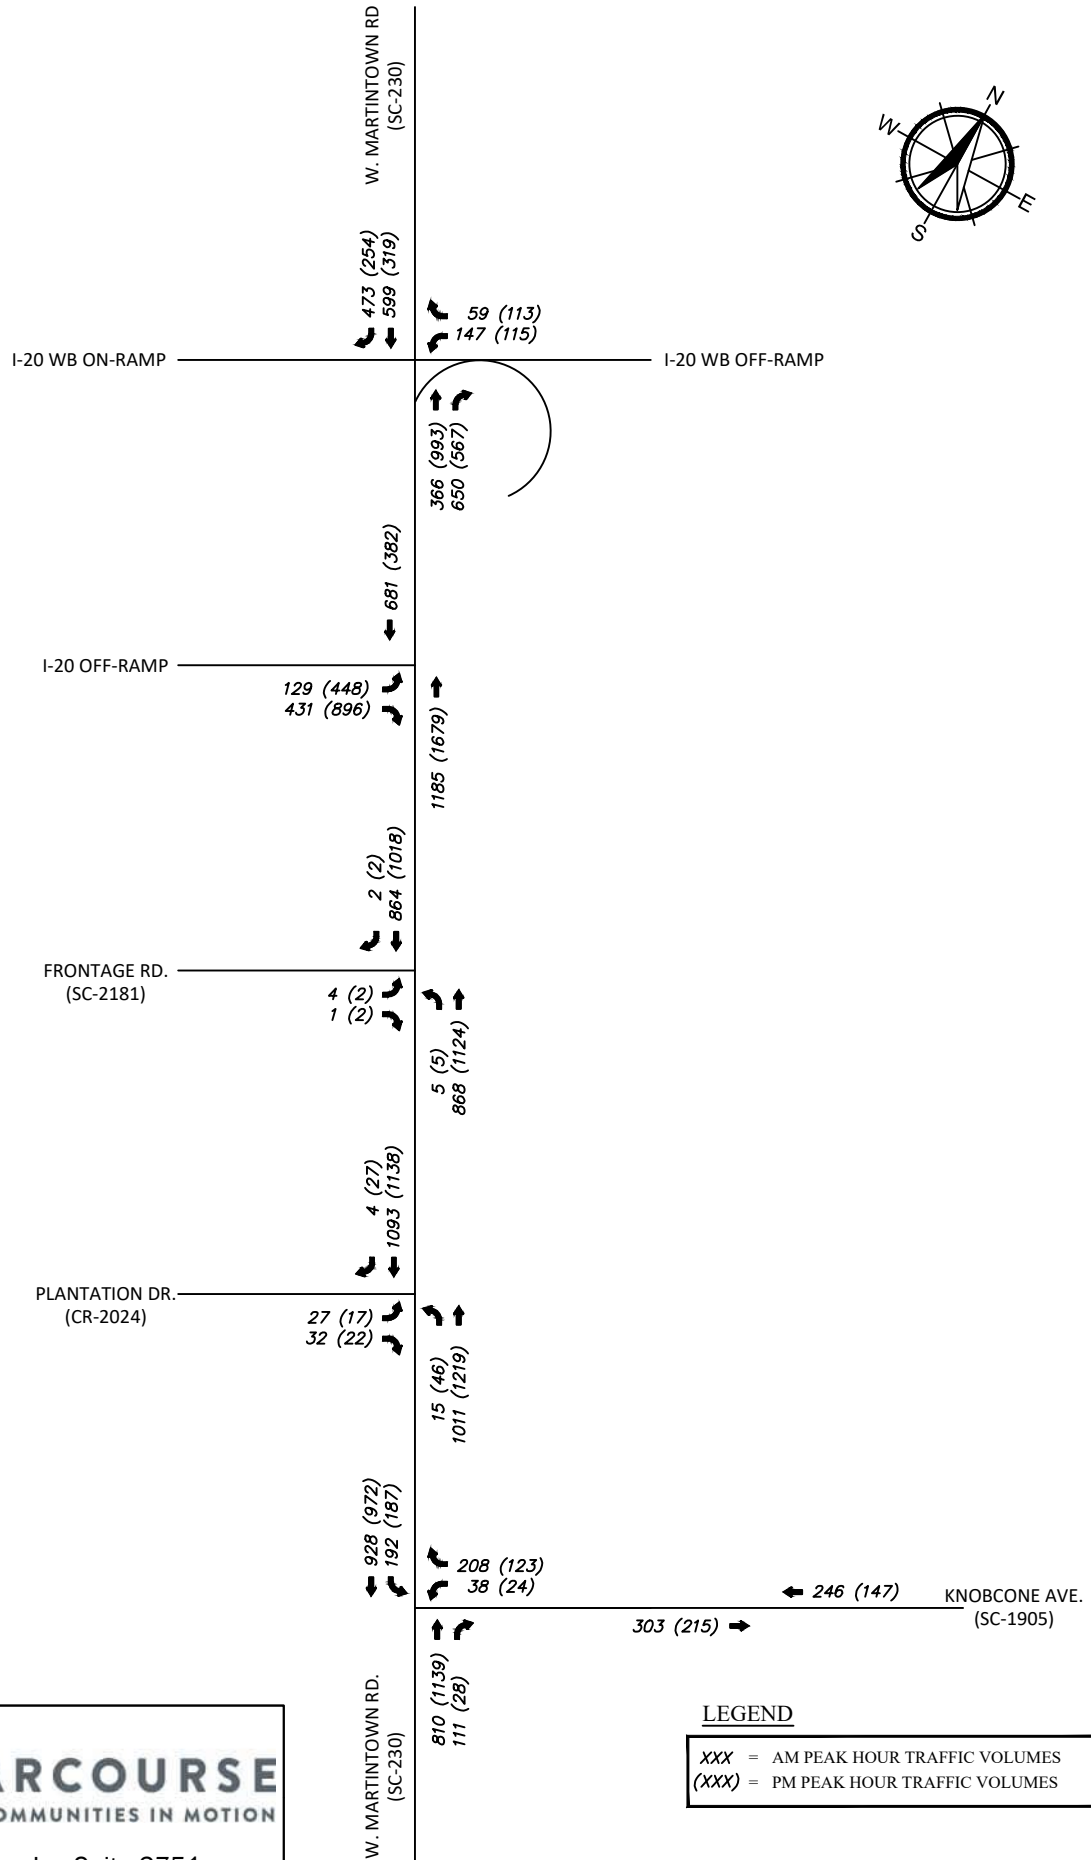 W. MARTINTOWN RD
(SC-230)
N
W
E
S
473 (254)
599 (319)
59 (113)
147 (115)
I-20 WB ON-RAMP
I-20 WB OFF-RAMP
366 (993)
650 (567)
681 (382)
I-20 OFF-RAMP
129 (448)
431 (896)
1185 (1679)
2 (2)
864 (1018)
FRONTAGE RD.
(SC-2181)
4 (2)
1 (2)
5 (5)
868 (1124)
4 (27)
1093 (1138)
PLANTATION DR.
(CR-2024)
27 (17)
32 (22)
15 (46)
1011 (1219)
928 (972)
192 (187)
208 (123)
38 (24)
246 (147)
KNOBCONE AVE.
(SC-1905)
303 (215)
810 (1139)
111 (28)
W. MARTINTOWN RD.
(SC-230)
LEGEND
XXX = AM PEAK HOUR TRAFFIC VOLUMES
(XXX) = PM PEAK HOUR TRAFFIC VOLUMES
ARCOURSE
OMMUNITIES IN MOTION